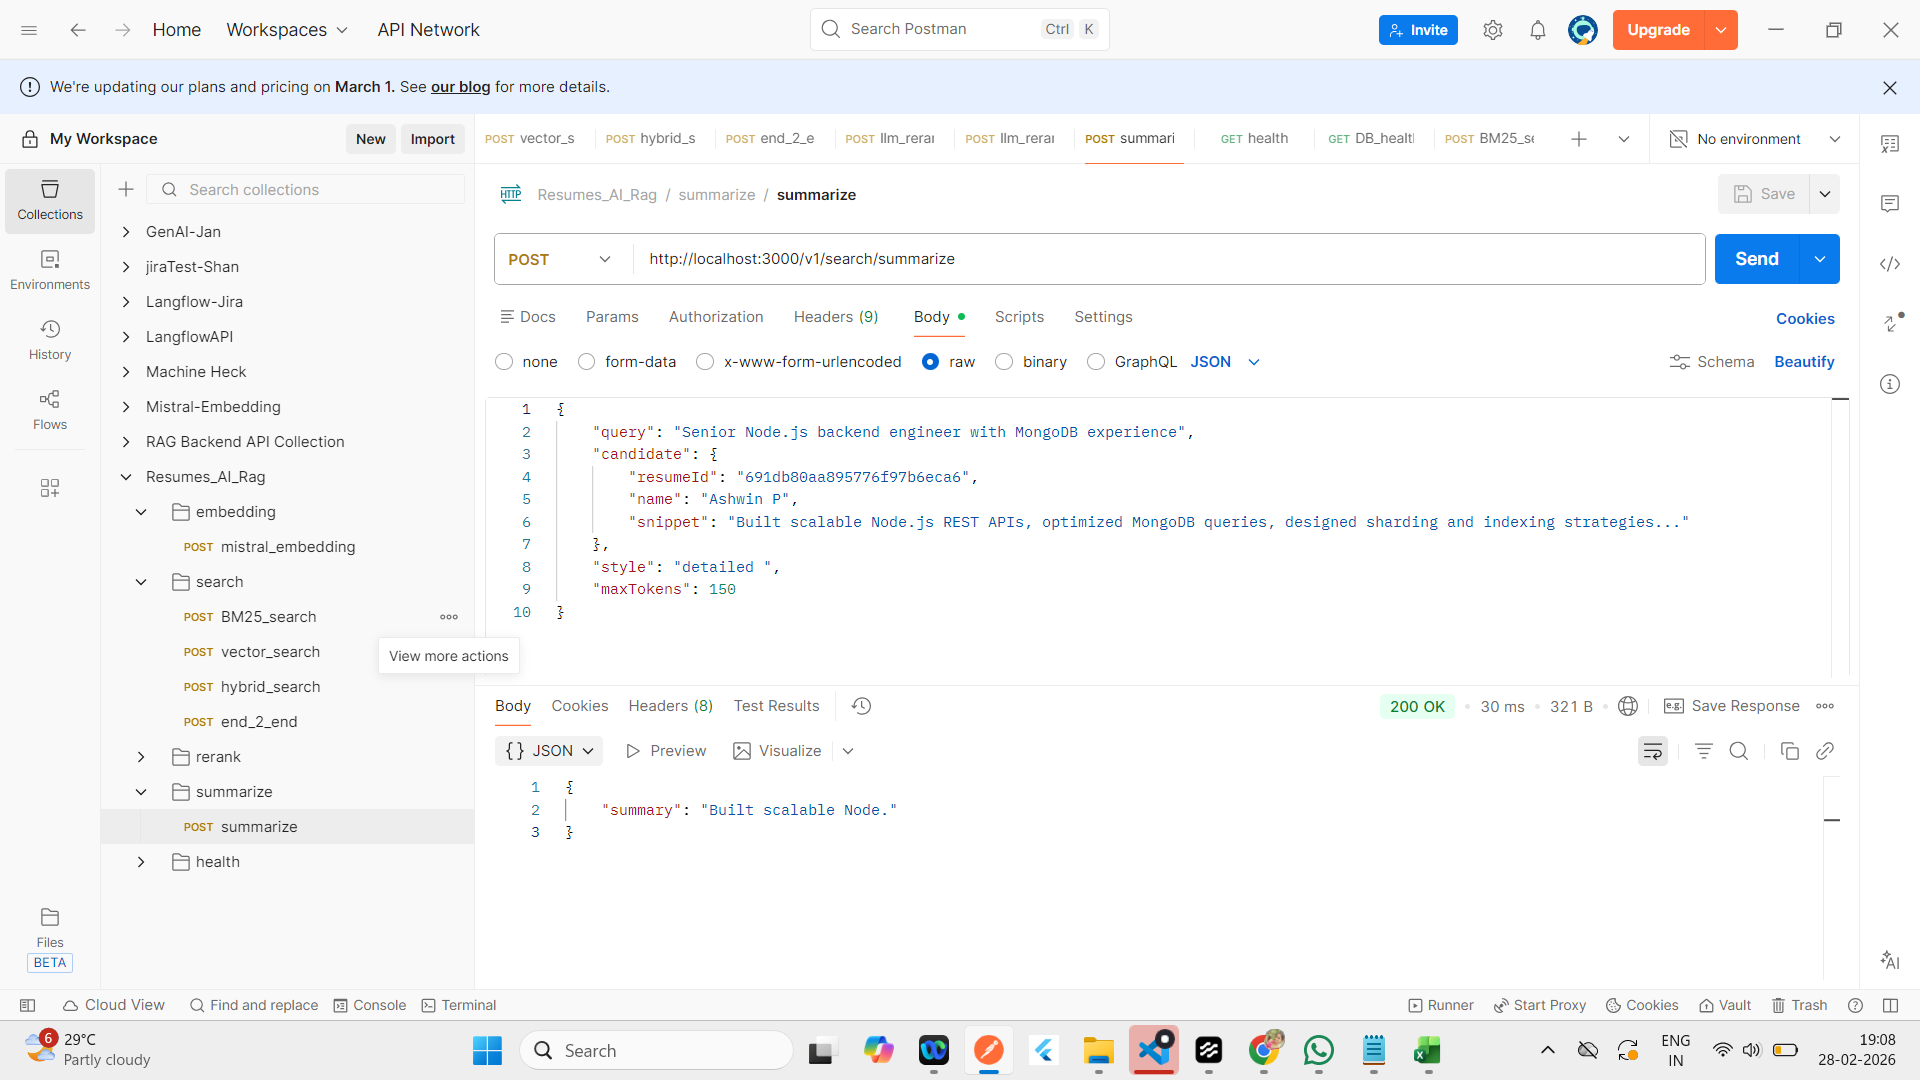 Home Workspaces API Network Search Postman Ctrl K Invite Upgrade
We're updating our plans and pricing on March 1. See our blog for more details.
My Workspace New Import
POST vector_s POST hybrid_s POST end_2_e POST llm_rerar POST llm_rerar POST summari GET health GET DB_healtl POST BM25_se No environment
Collections
Environments
History
Flows
Files
BETA
Search collections
GenAI-Jan
jiraTest-Shan
Langflow-Jira
LangflowAPI
Machine Heck
Mistral-Embedding
RAG Backend API Collection
Resumes_AI_Rag
embedding
POST mistral_embedding
search
POST BM25_search
POST vector_search
POST hybrid_search
POST end_2_end
rerank
summarize
POST summarize
health
View more actions
HTTP Resumes_AI_Rag / summarize / summarize Save
POST http://localhost:3000/v1/search/summarize Send
Docs Params Authorization Headers (9) Body Scripts Settings Cookies
none form-data x-www-form-urlencoded raw binary GraphQL JSON Schema Beautify
1 {
2 "query": "Senior Node.js backend engineer with MongoDB experience",
3 "candidate": {
4 "resumeId": "691db80aa895776f97b6eca6",
5 "name": "Ashwin P",
6 "snippet": "Built scalable Node.js REST APIs, optimized MongoDB queries, designed sharding and indexing strategies..."
7 },
8 "style": "detailed ",
9 "maxTokens": 150
10 }
Body Cookies Headers (8) Test Results 200 OK 30 ms 321 B e.g. Save Response
{} JSON Preview Visualize
1 {
2 "summary": "Built scalable Node."
3 }
AI
Cloud View Find and replace Console Terminal Runner Start Proxy Cookies Vault Trash
6 29°C
Partly cloudy
Search
ENG
IN
19:08
28-02-2026